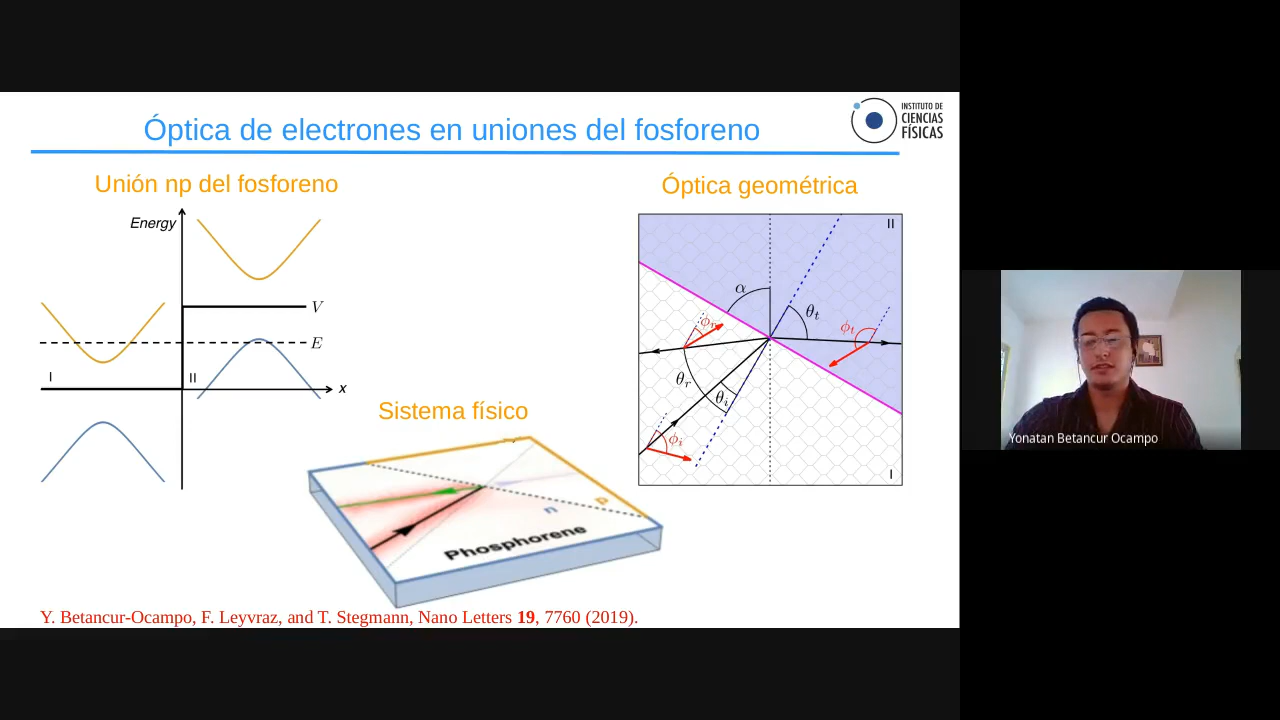 Óptica de electrones en uniones del fosforeno
INSTITUTO DE
CIENCIAS
FÍSICAS
Unión np del fosforeno
Óptica geométrica
Energy
V
E
I
II
x
II
α
θt
ϕr
ϕt
θr
θi
ϕi
I
Sistema físico
n
p
Phosphorene
Y. Betancur-Ocampo, F. Leyvraz, and T. Stegmann, Nano Letters 19, 7760 (2019).
Yonatan Betancur Ocampo